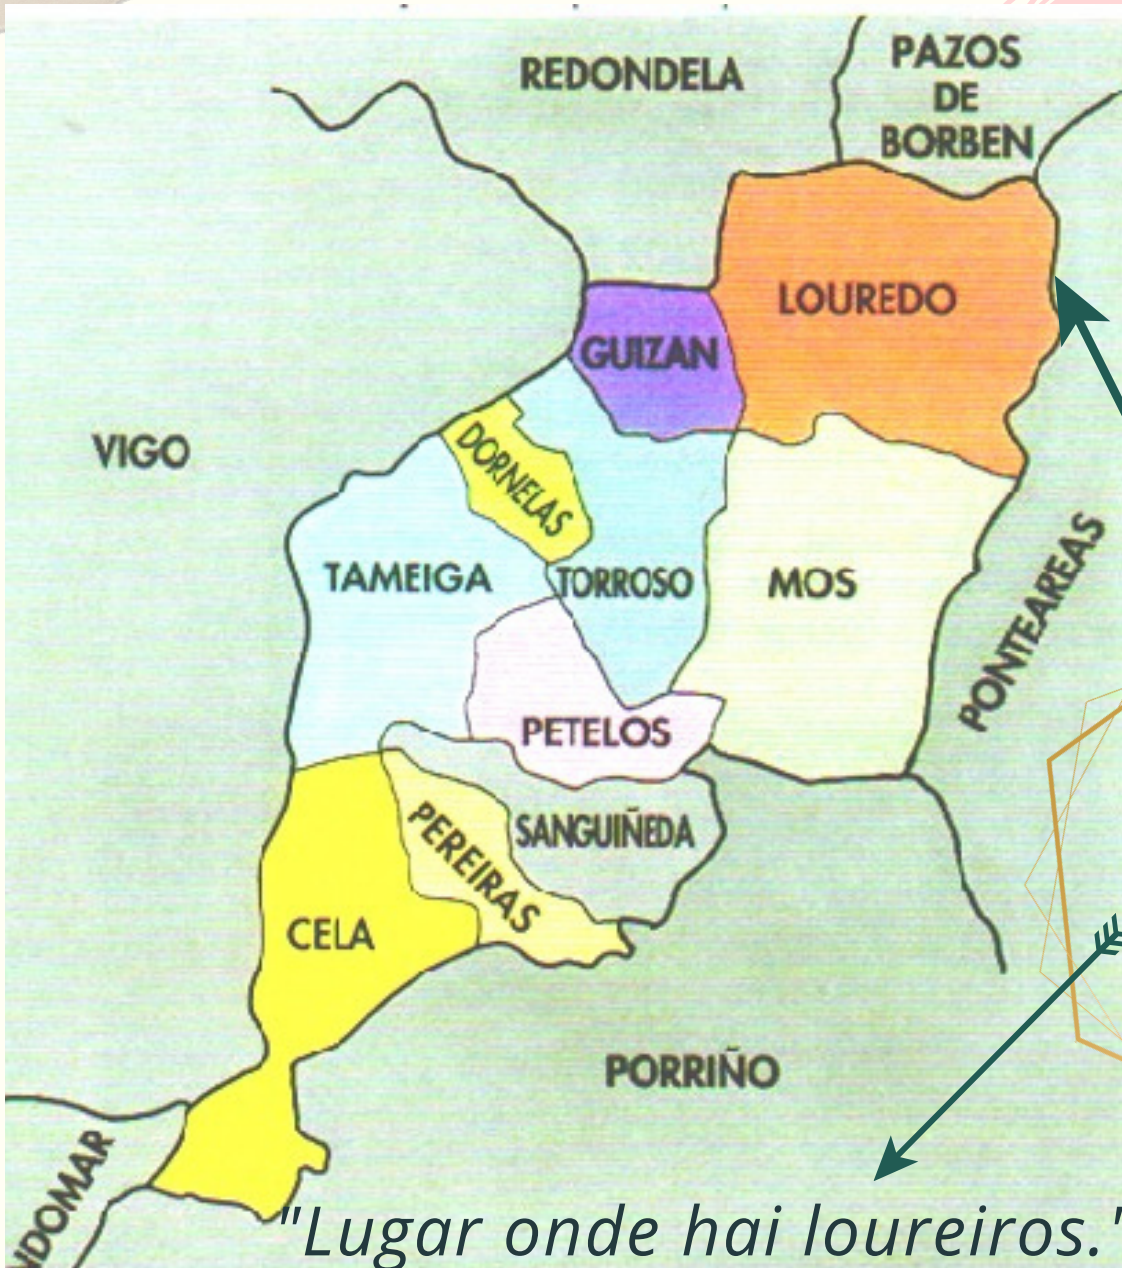 REDONDELA
PAZOS
DE
BORBEN
LOUREDO
GUIZAN
VIGO
DORNELAS
TAMEIGA
TORROSO
MOS
PONTEAREAS
PETELOS
SANGUIÑEDA
PEREIRAS
CELA
PORRIÑO
NDOMAR
"Lugar onde hai loureiros."